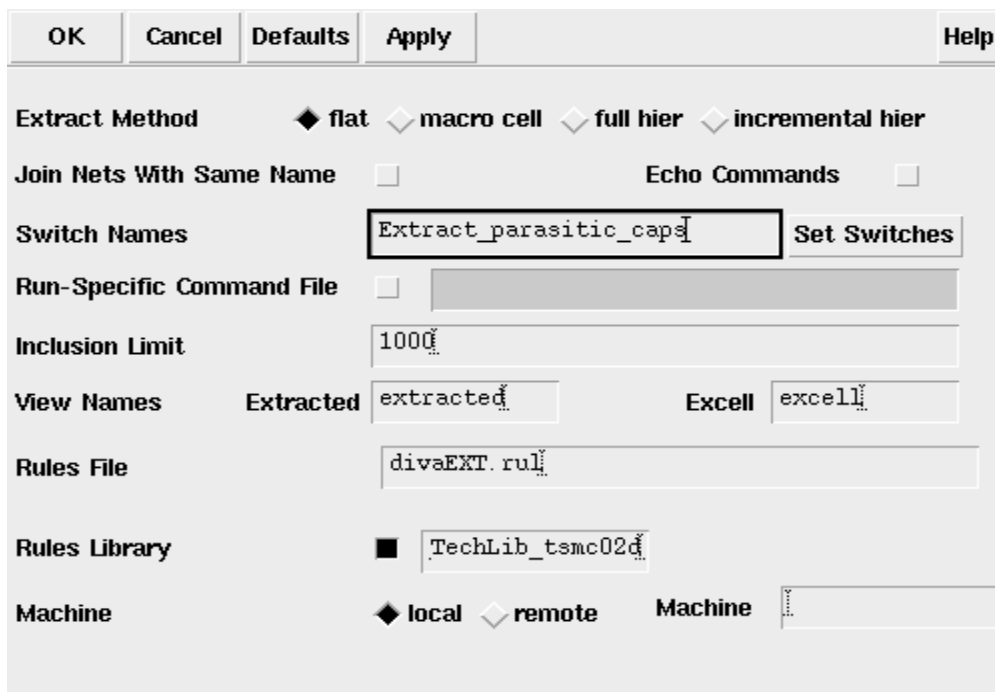 OK Cancel Defaults Apply Help
Extract Method flat macro cell full hier incremental hier
Join Nets With Same Name Echo Commands
Switch Names Extract_parasitic_caps Set Switches
Run-Specific Command File
Inclusion Limit 1000
View Names Extracted extracted Excell excell
Rules File divaEXT.rul
Rules Library TechLib_tsmc02d
Machine local remote Machine